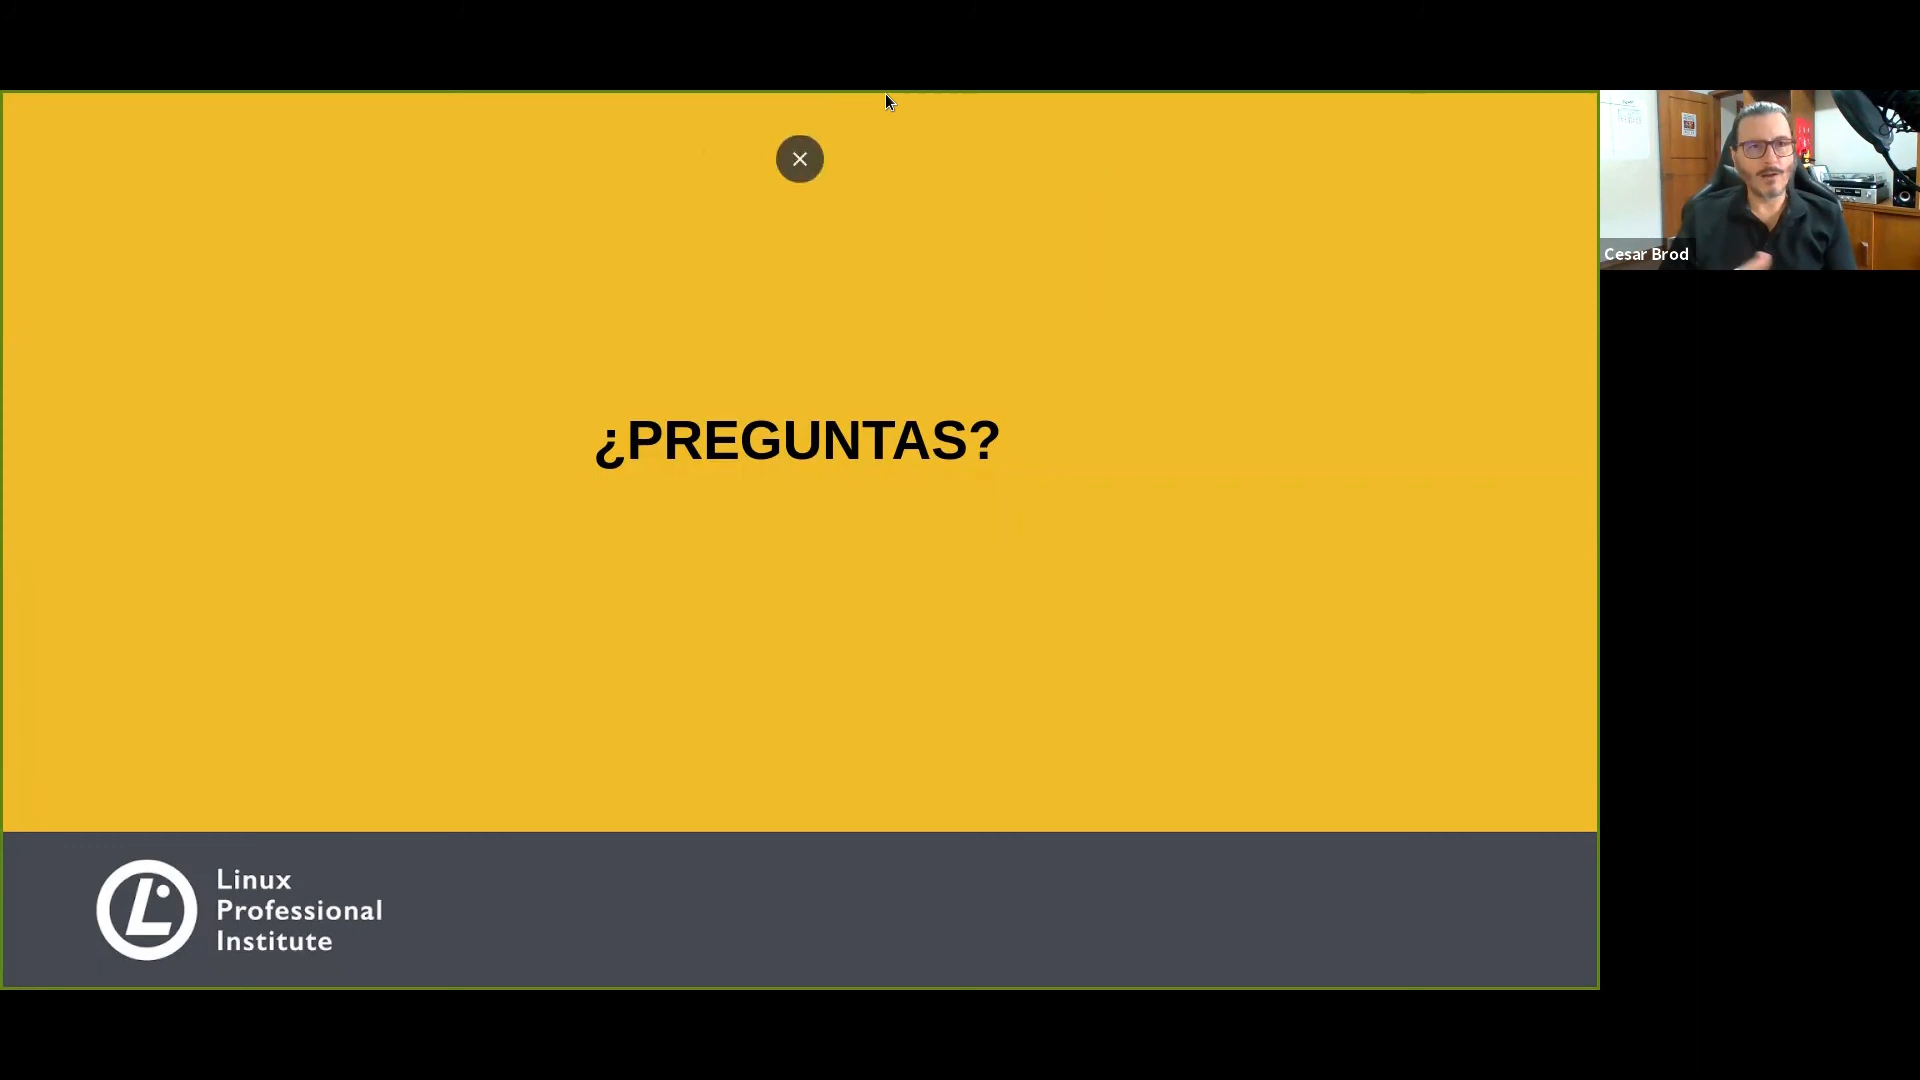 ¿PREGUNTAS?
Cesar Brod
Linux
Professional
Institute